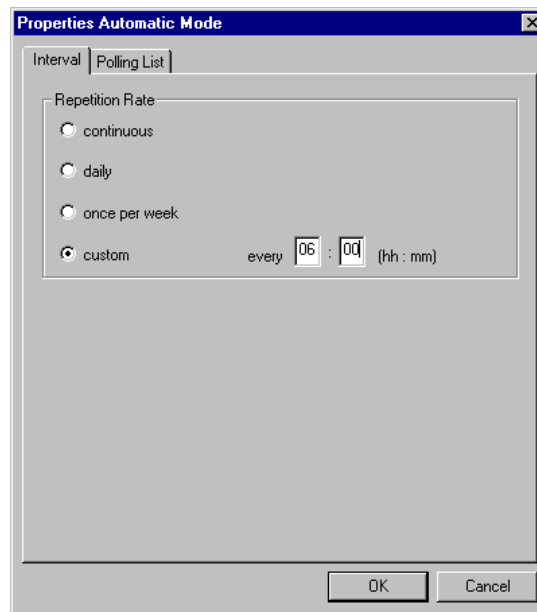 Properties Automatic Mode
Interval Polling List
Repetition Rate
continuous
daily
once per week
custom every 06 : 00 (hh : mm)
OK Cancel